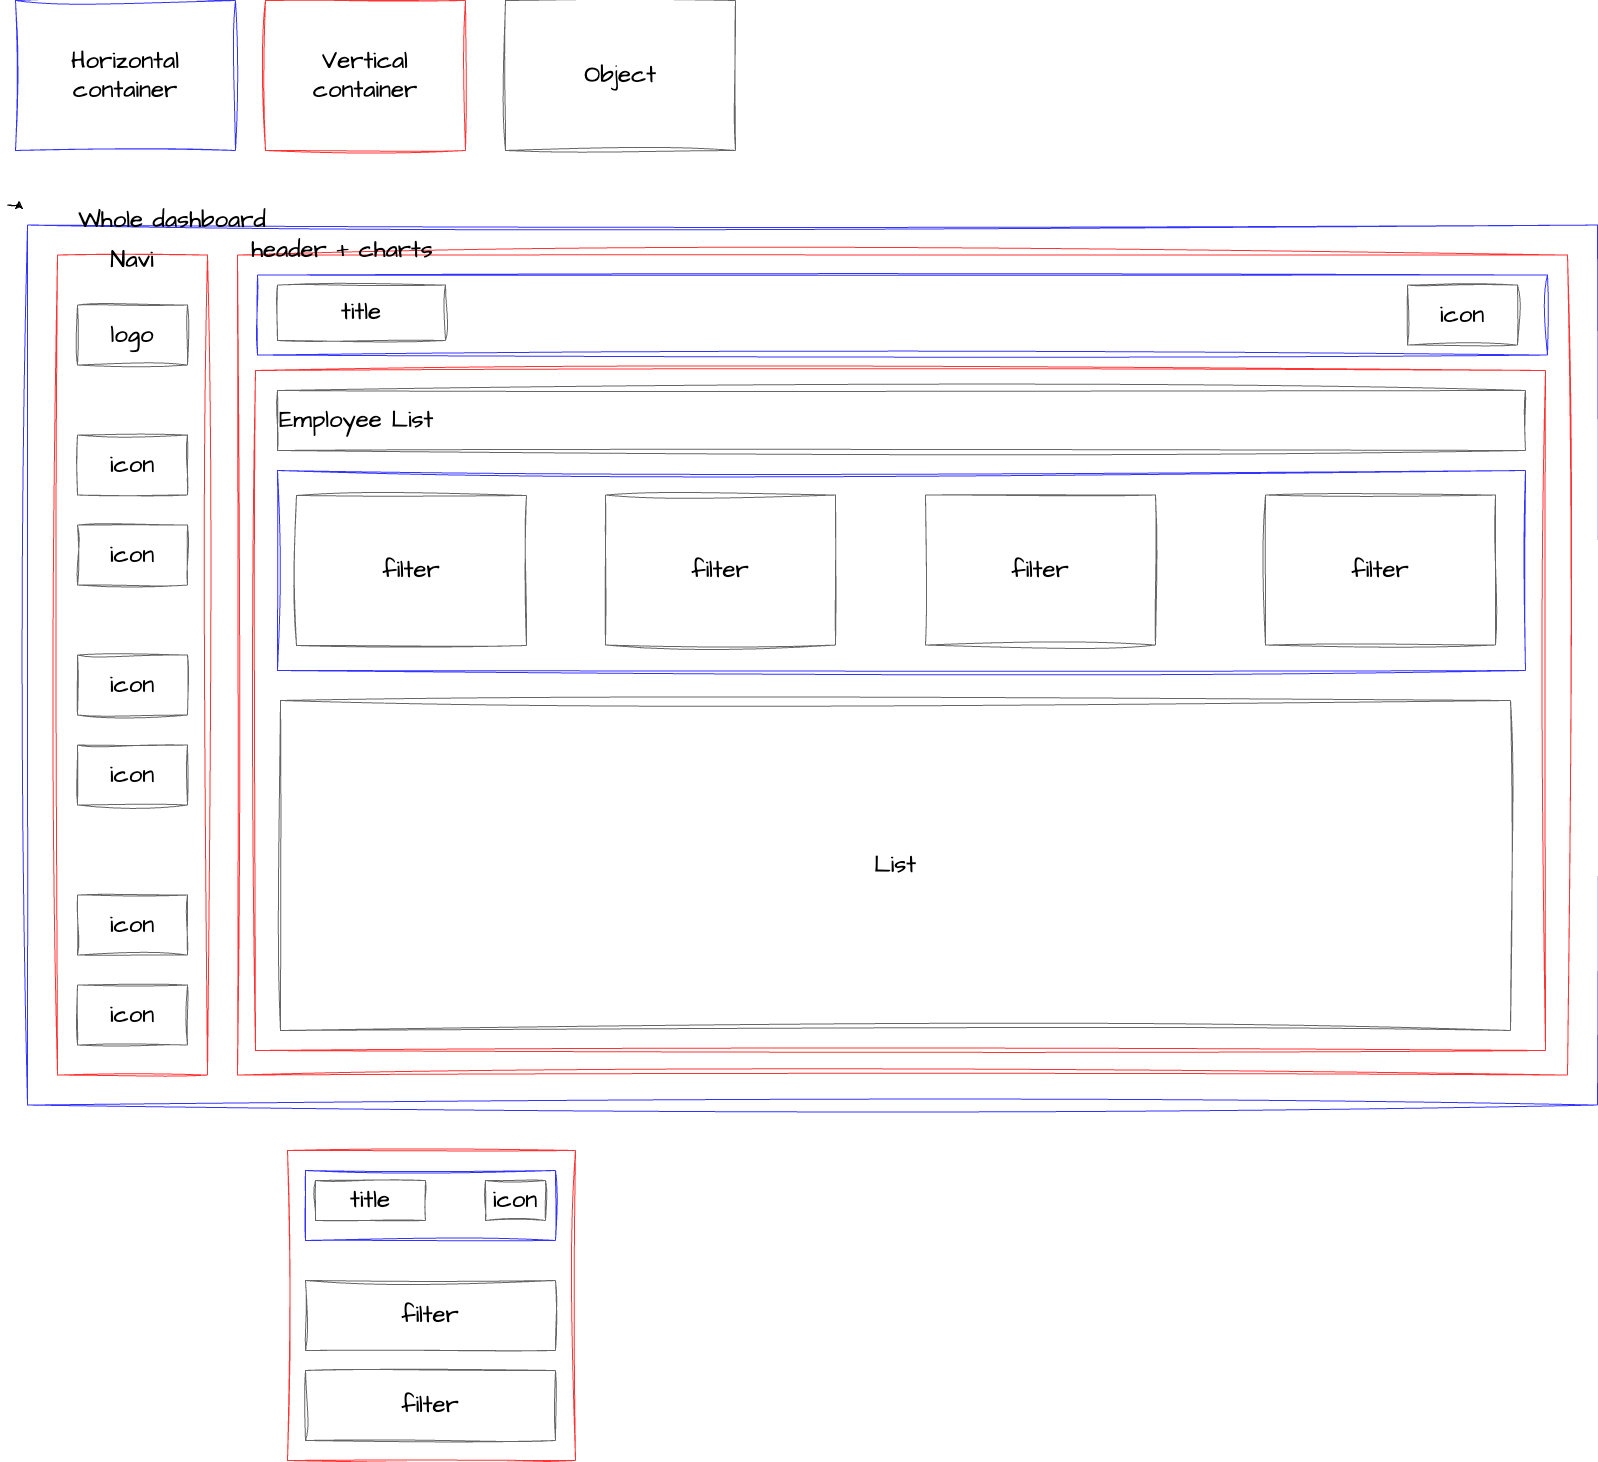 Horizontal
container
Vertical
container
Object
Whole dashboard
Navi
header + charts
logo
icon
icon
icon
icon
icon
icon
title
icon
Employee List
filter
filter
filter
filter
List
title
icon
filter
filter